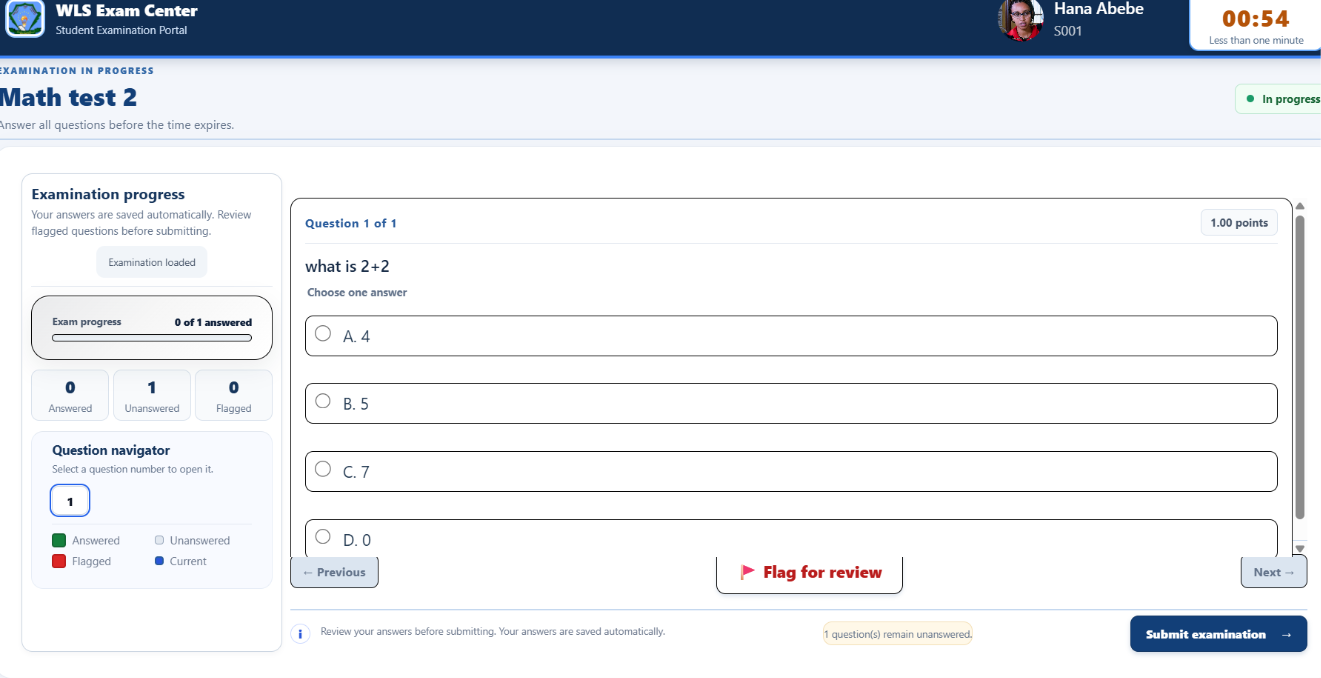 WLS Exam Center
Student Examination Portal
Hana Abebe
S001
00:54
Less than one minute
EXAMINATION IN PROGRESS
Math test 2
Answer all questions before the time expires.
In progress
Examination progress
Your answers are saved automatically. Review
flagged questions before submitting.
Examination loaded
Exam progress 0 of 1 answered
0 1 0
Answered Unanswered Flagged
Question navigator
Select a question number to open it.
1
Answered Unanswered
Flagged Current
Question 1 of 1 1.00 points
what is 2+2
Choose one answer
A. 4
B. 5
C. 7
D. 0
← Previous 🚩 Flag for review Next →
i Review your answers before submitting. Your answers are saved automatically. 1 question(s) remain unanswered. Submit examination →